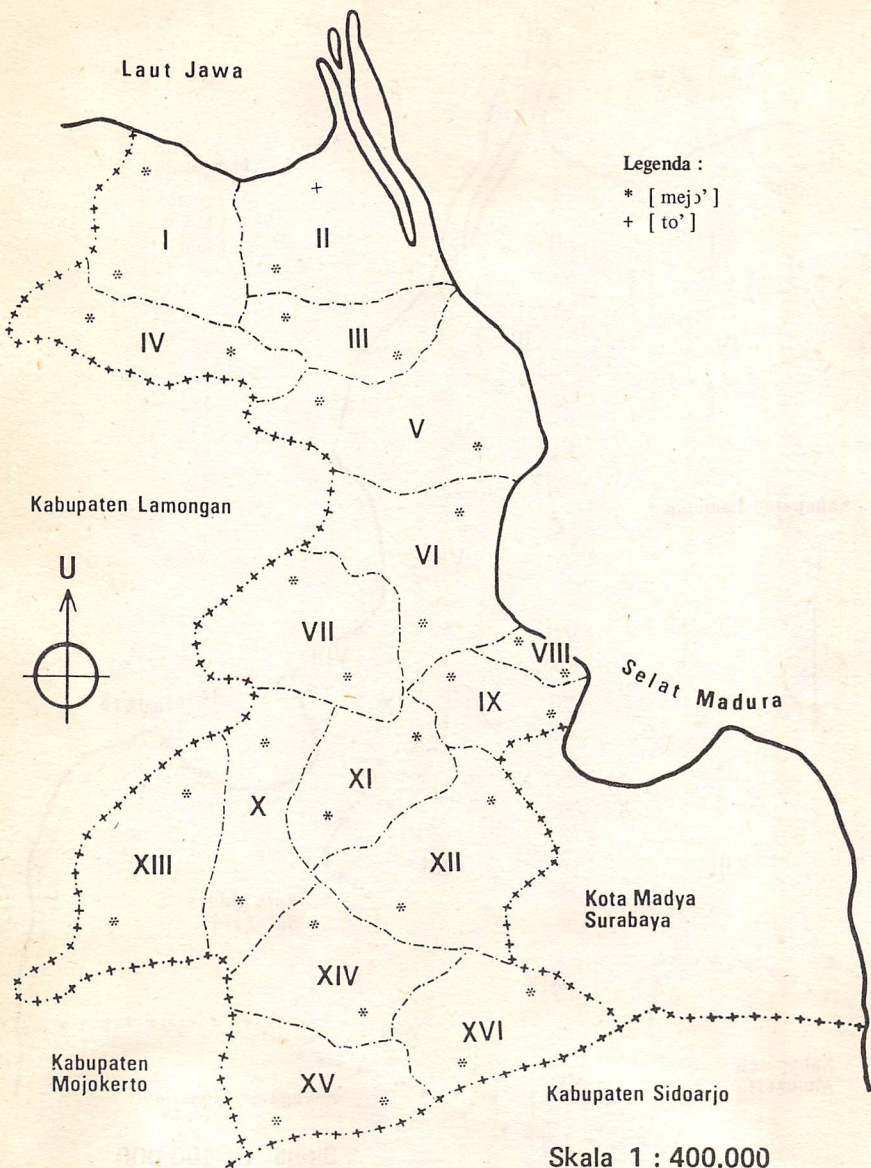 Laut Jawa
Legenda :
* [ mejɔ' ]
+ [ to' ]
I
II
III
IV
V
Kabupaten Lamongan
VI
U
VII
VIII
Selat Madura
IX
XI
X
XIII
XII
Kota Madya
Surabaya
XIV
XVI
Kabupaten
Mojokerto
XV
Kabupaten Sidoarjo
Skala 1 : 400.000